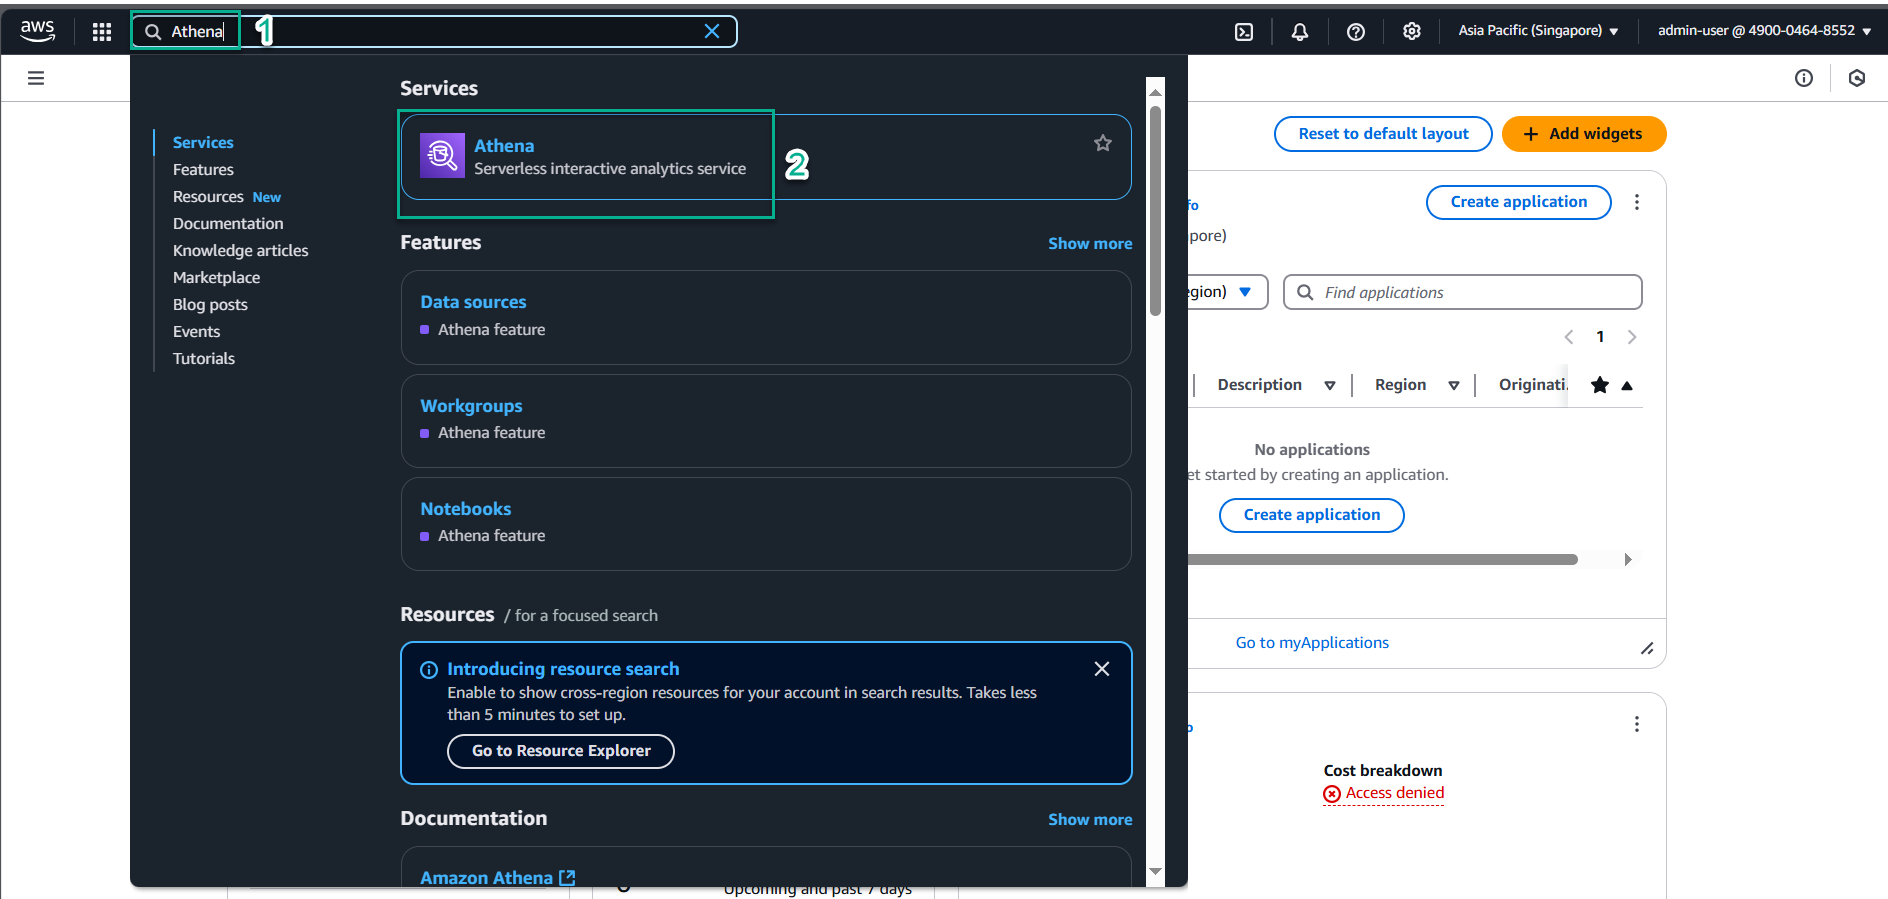 aws
Athena
1
Asia Pacific (Singapore)
admin-user @ 4900-0464-8552
Services
Features
Resources New
Documentation
Knowledge articles
Marketplace
Blog posts
Events
Tutorials
Services
Athena
Serverless interactive analytics service
2
Features
Show more
Data sources
Athena feature
Workgroups
Athena feature
Notebooks
Athena feature
Resources / for a focused search
Introducing resource search
Enable to show cross-region resources for your account in search results. Takes less
than 5 minutes to set up.
Go to Resource Explorer
Documentation
Show more
Amazon Athena
Reset to default layout
Add widgets
fo
Create application
pore)
egion)
Find applications
1
Description
Region
Originati
No applications
et started by creating an application.
Create application
Go to myApplications
o
Cost breakdown
Access denied
Upcoming and past 7 days